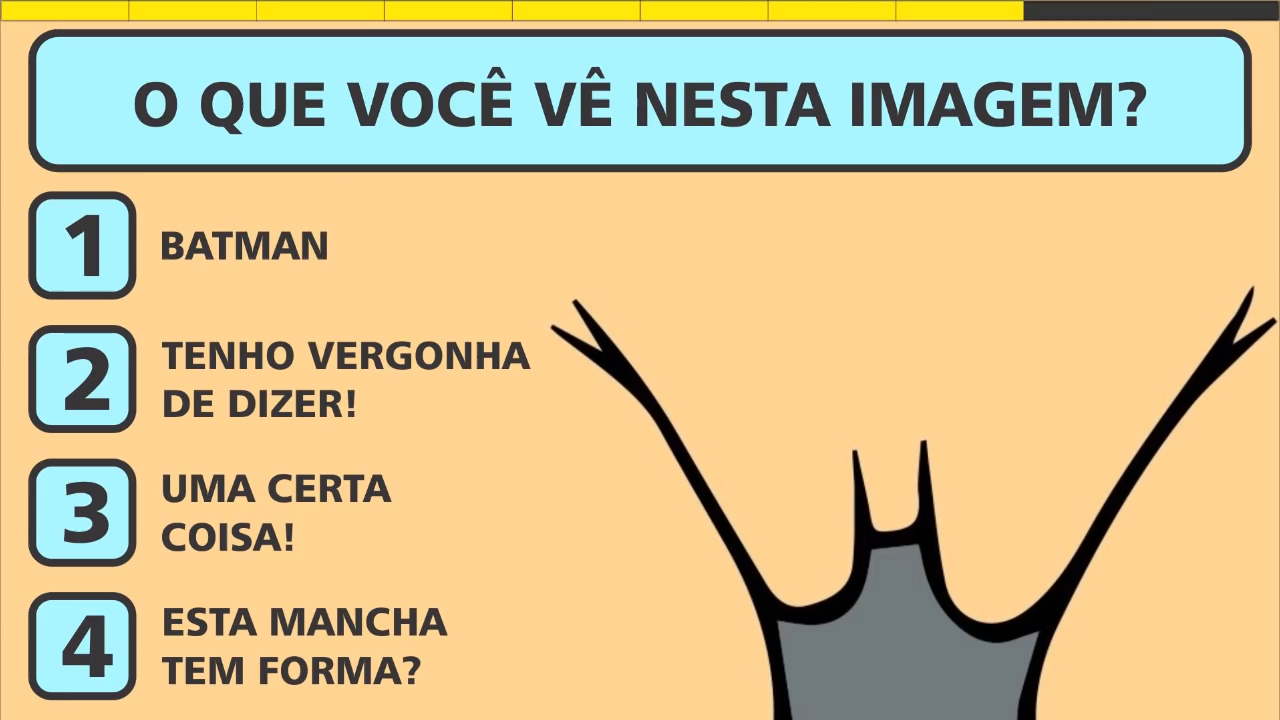 O QUE VOCÊ VÊ NESTA IMAGEM?
1 BATMAN
2 TENHO VERGONHA
DE DIZER!
3 UMA CERTA
COISA!
4 ESTA MANCHA
TEM FORMA?